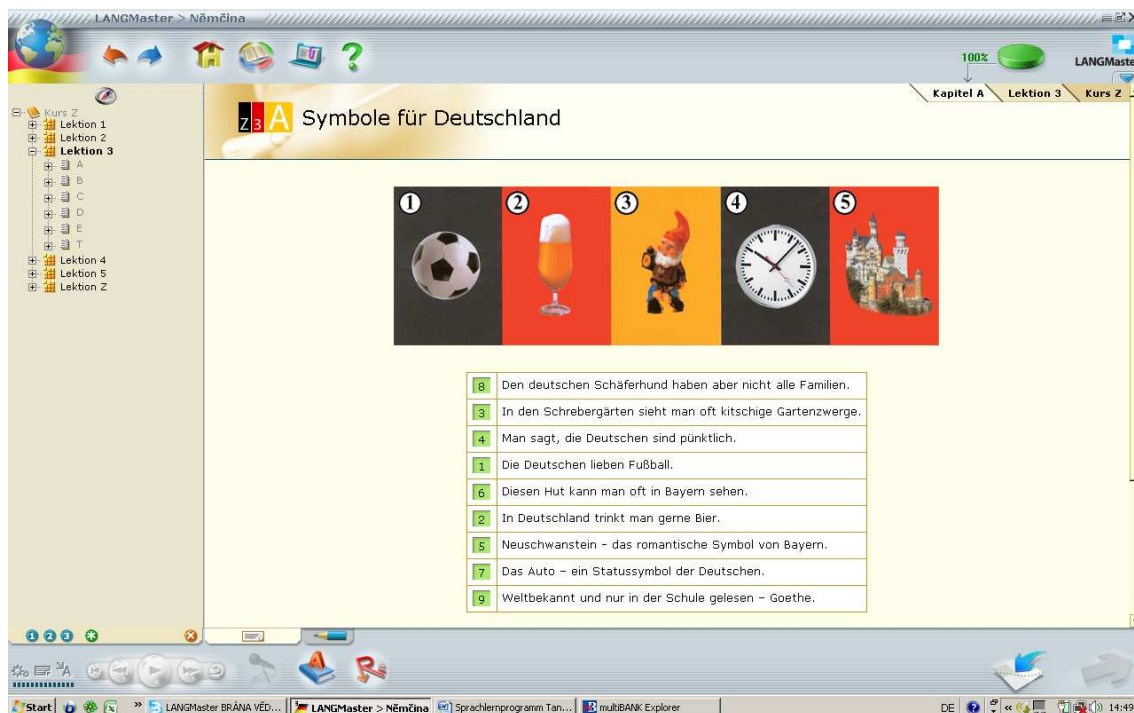 LANGMaster > Němčina
100%
LANGMaste
Kapitel A Lektion 3 Kurs Z
Kurs Z
Lektion 1
Lektion 2
Lektion 3
A
B
C
D
E
T
Lektion 4
Lektion 5
Lektion Z
Z 3 A Symbole für Deutschland
1 2 3 4 5
8 Den deutschen Schäferhund haben aber nicht alle Familien.
3 In den Schrebergärten sieht man oft kitschige Gartenzwerge.
4 Man sagt, die Deutschen sind pünktlich.
1 Die Deutschen lieben Fußball.
6 Diesen Hut kann man oft in Bayern sehen.
2 In Deutschland trinkt man gerne Bier.
5 Neuschwanstein - das romantische Symbol von Bayern.
7 Das Auto - ein Statussymbol der Deutschen.
9 Weltbekannt und nur in der Schule gelesen - Goethe.
1 2 3
A R
Start » LANGMaster BRÁNA VĚD... LANGMaster > Němčina Sprachlernprogramm Tan... multiBANK Explorer DE « 14:49